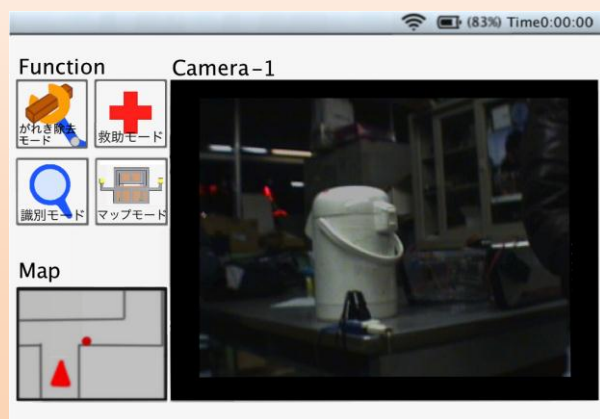 (83%) Time0:00:00
Function
Camera-1
がれき除去
モード
救助モード
識別モード
マップモード
Map